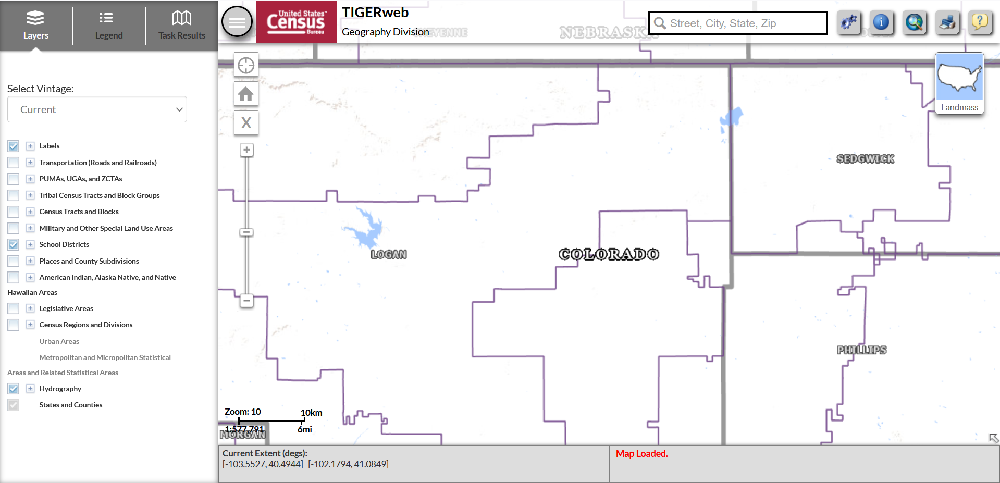 Layers
Legend
Task Results
United States™
Census
Bureau
TIGERweb
Geography Division
CHEYENNE
NEBRASKA
Street, City, State, Zip
Select Vintage:
Current
Labels
Transportation (Roads and Railroads)
PUMAs, UGAs, and ZCTAs
Tribal Census Tracts and Block Groups
Census Tracts and Blocks
Military and Other Special Land Use Areas
School Districts
Places and County Subdivisions
American Indian, Alaska Native, and Native
Hawaiian Areas
Legislative Areas
Census Regions and Divisions
Urban Areas
Metropolitan and Micropolitan Statistical
Areas and Related Statistical Areas
Hydrography
States and Counties
X
Landmass
SEDGWICK
LOGAN
COLORADO
PHILLIPS
Zoom: 10
10km
1:577,791
6mi
MORGAN
Current Extent (degs):
[-103.5527, 40.4944] [-102.1794, 41.0849]
Map Loaded.